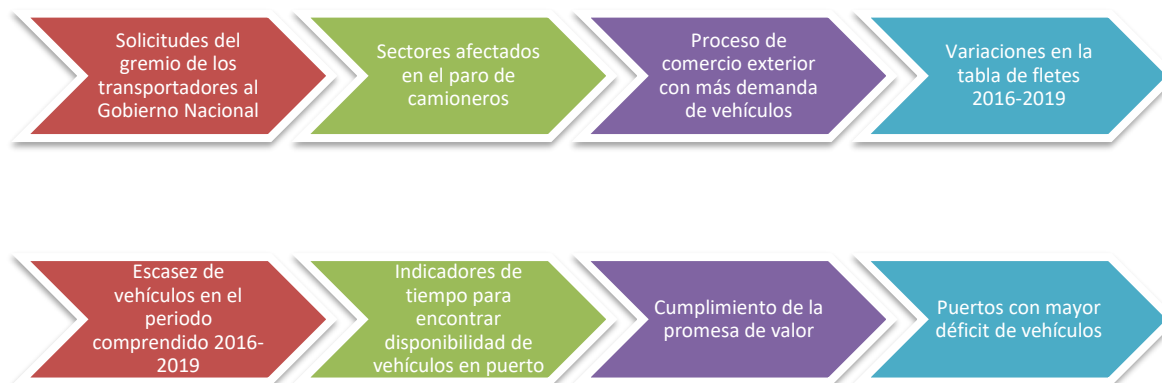 Solicitudes del
gremio de los
transportadores al
Gobierno Nacional
Sectores afectados
en el paro de
camioneros
Proceso de
comercio exterior
con más demanda
de vehículos
Variaciones en la
tabla de fletes
2016-2019
Escasez de
vehículos en el
periodo
comprendido 2016-
2019
Indicadores de
tiempo para
encontrar
disponibilidad de
vehículos en puerto
Cumplimiento de la
promesa de valor
Puertos con mayor
déficit de vehículos